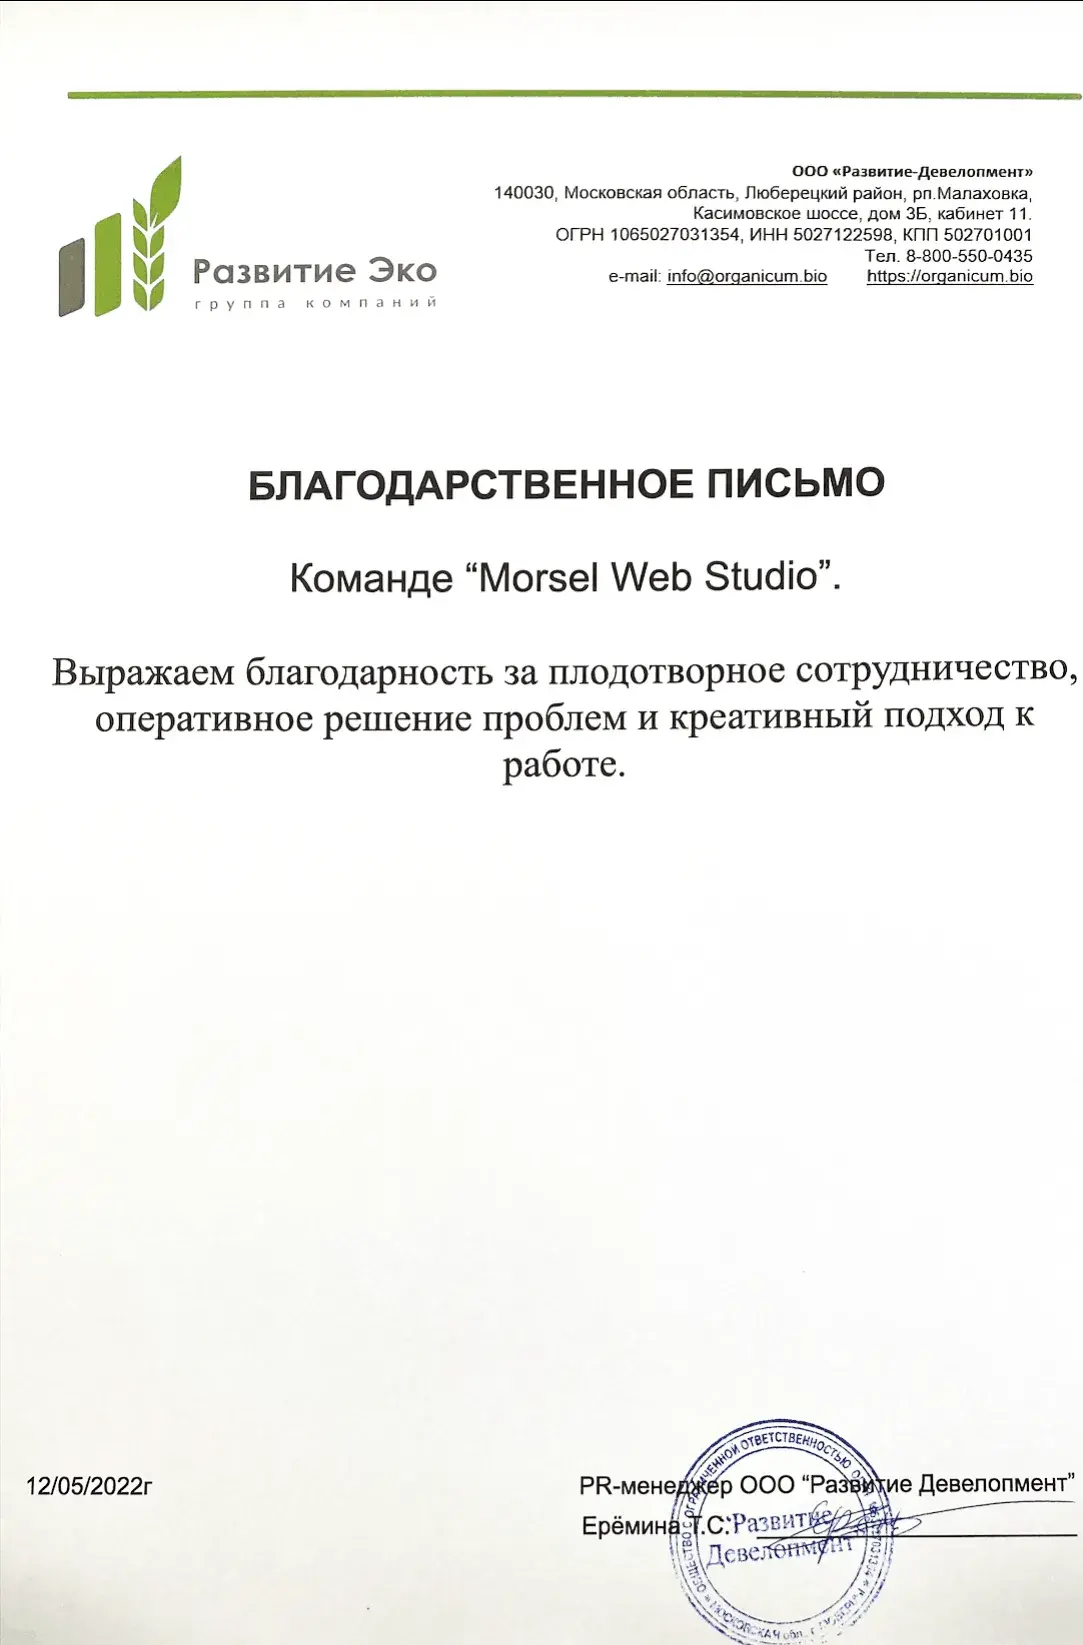 ООО «Развитие-Девелопмент»
140030, Московская область, Люберецкий район, рп.Малаховка,
Касимовское шоссе, дом 3Б, кабинет 11.
ОГРН 1065027031354, ИНН 5027122598, КПП 502701001
Тел. 8-800-550-0435
e-mail: info@organicum.bio https://organicum.bio
Развитие Эко
группа компаний
БЛАГОДАРСТВЕННОЕ ПИСЬМО
Команде “Morsel Web Studio”.
Выражаем благодарность за плодотворное сотрудничество,
оперативное решение проблем и креативный подход к
работе.
12/05/2022г
PR-менеджер ООО “Развитие Девелопмент”
Ерёмина Т.С.
ОБЩЕСТВО С ОГРАНИЧЕННОЙ ОТВЕТСТВЕННОСТЬЮ
Развитие
Девелопмент
МОСКОВСКАЯ обл.